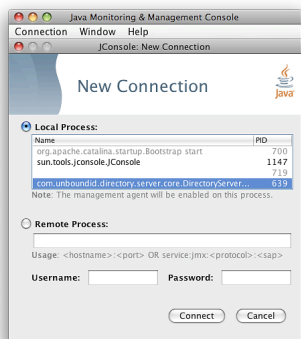 Java Monitoring & Management Console
Connection Window Help
JConsole: New Connection
New Connection
Java
Local Process:
Name PID
org.apache.catalina.startup.Bootstrap start 700
sun.tools.jconsole.JConsole 1147
719
com.unboundid.directory.server.core.DirectoryServer... 639
Note: The management agent will be enabled on this process.
Remote Process:
Usage: <hostname>:<port> OR service:jmx:<protocol>:<sap>
Username: Password:
Connect Cancel